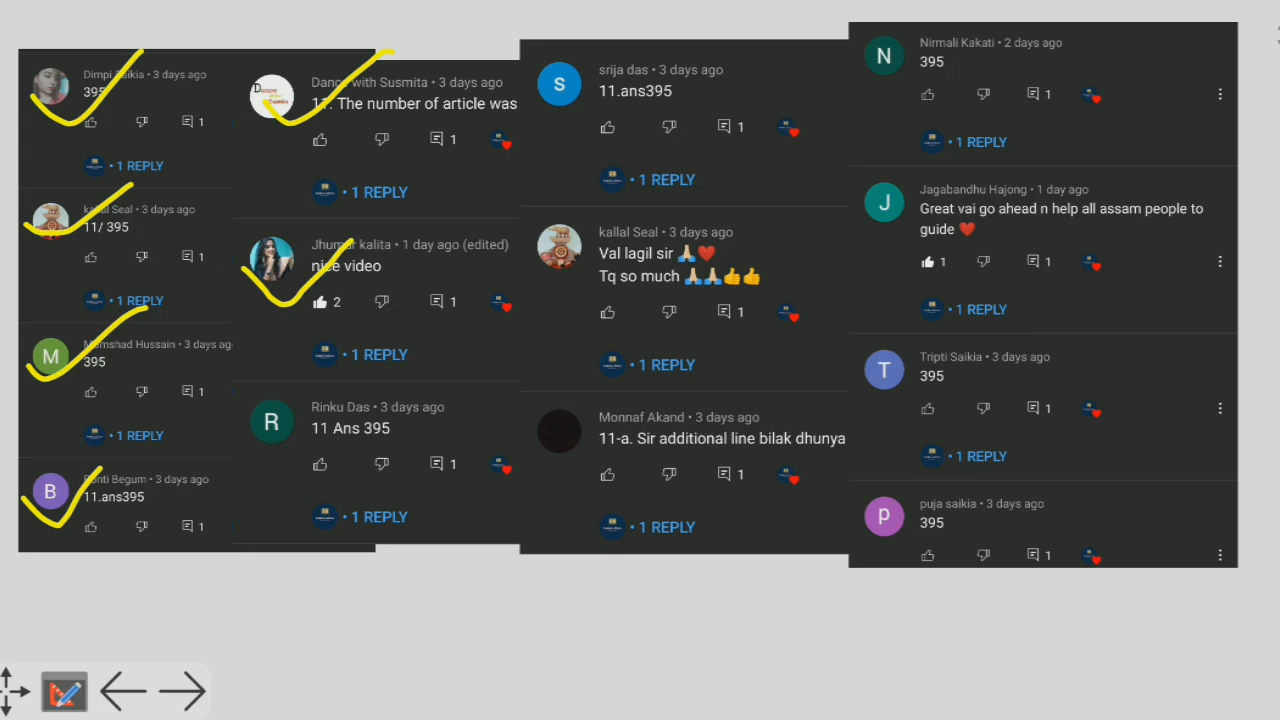 Dimpi Saikia • 3 days ago
395
1
• 1 REPLY
kallal Seal • 3 days ago
11/ 395
1
• 1 REPLY
Momshad Hussain • 3 days ag
395
1
• 1 REPLY
Begum • 3 days ago
11.ans395
1
Dance with Susmita • 3 days ago
11. The number of article was
1
• 1 REPLY
Jhumur kalita • 1 day ago (edited)
nice video
2
1
• 1 REPLY
Rinku Das • 3 days ago
11 Ans 395
1
• 1 REPLY
srija das • 3 days ago
11.ans395
1
• 1 REPLY
kallal Seal • 3 days ago
Val lagil sir 🙏🏼❤️
Tq so much 🙏🏼🙏🏼👍👍
1
• 1 REPLY
Monnaf Akand • 3 days ago
11-a. Sir additional line bilak dhunya
1
• 1 REPLY
Nirmali Kakati • 2 days ago
395
1
• 1 REPLY
Jagabandhu Hajong • 1 day ago
Great vai go ahead n help all assam people to
guide ❤️
1
1
• 1 REPLY
Tripti Saikia • 3 days ago
395
1
• 1 REPLY
puja saikia • 3 days ago
395
1
M
B
R
S
N
J
T
p